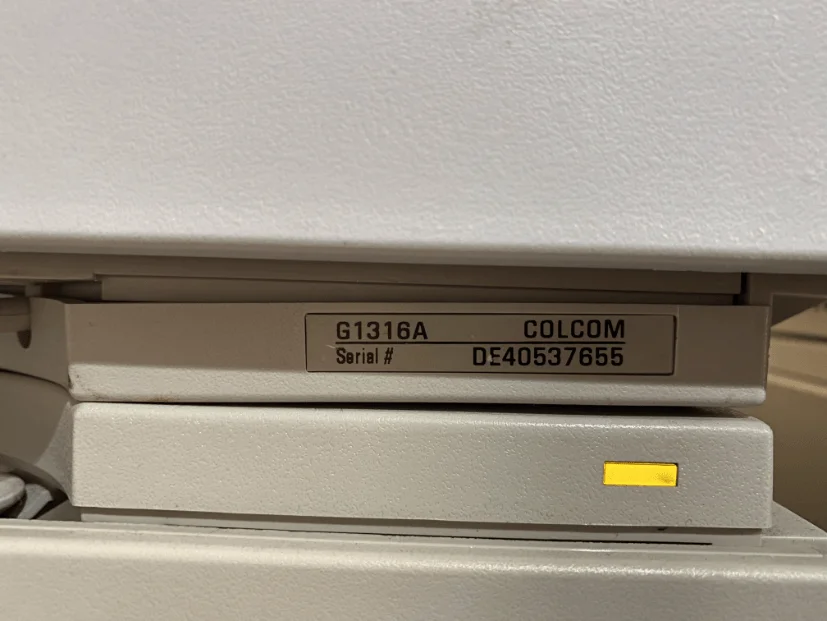 G1316A COLCOM
Serial # DE40537655